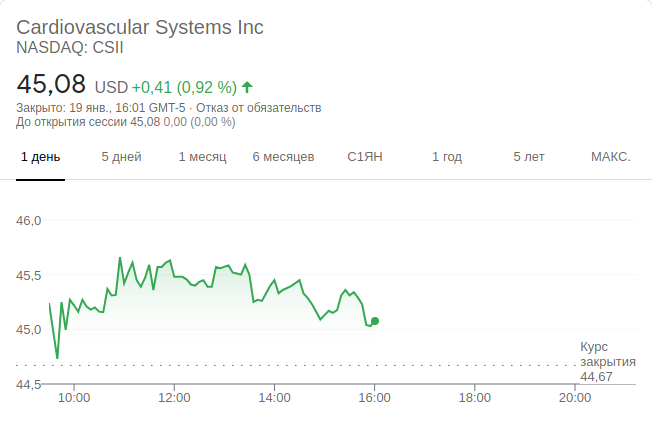 Cardiovascular Systems Inc
NASDAQ: CSII
45,08 USD +0,41 (0,92 %)
Закрыто: 19 янв., 16:01 GMT-5 · Отказ от обязательств
До открытия сессии 45,08 0,00 (0,00 %)
1 день 5 дней 1 месяц 6 месяцев С1ЯН 1 год 5 лет МАКС.
46,0
45,5
45,0
Курс
закрытия
44,67
44,5
10:00 12:00 14:00 16:00 18:00 20:00